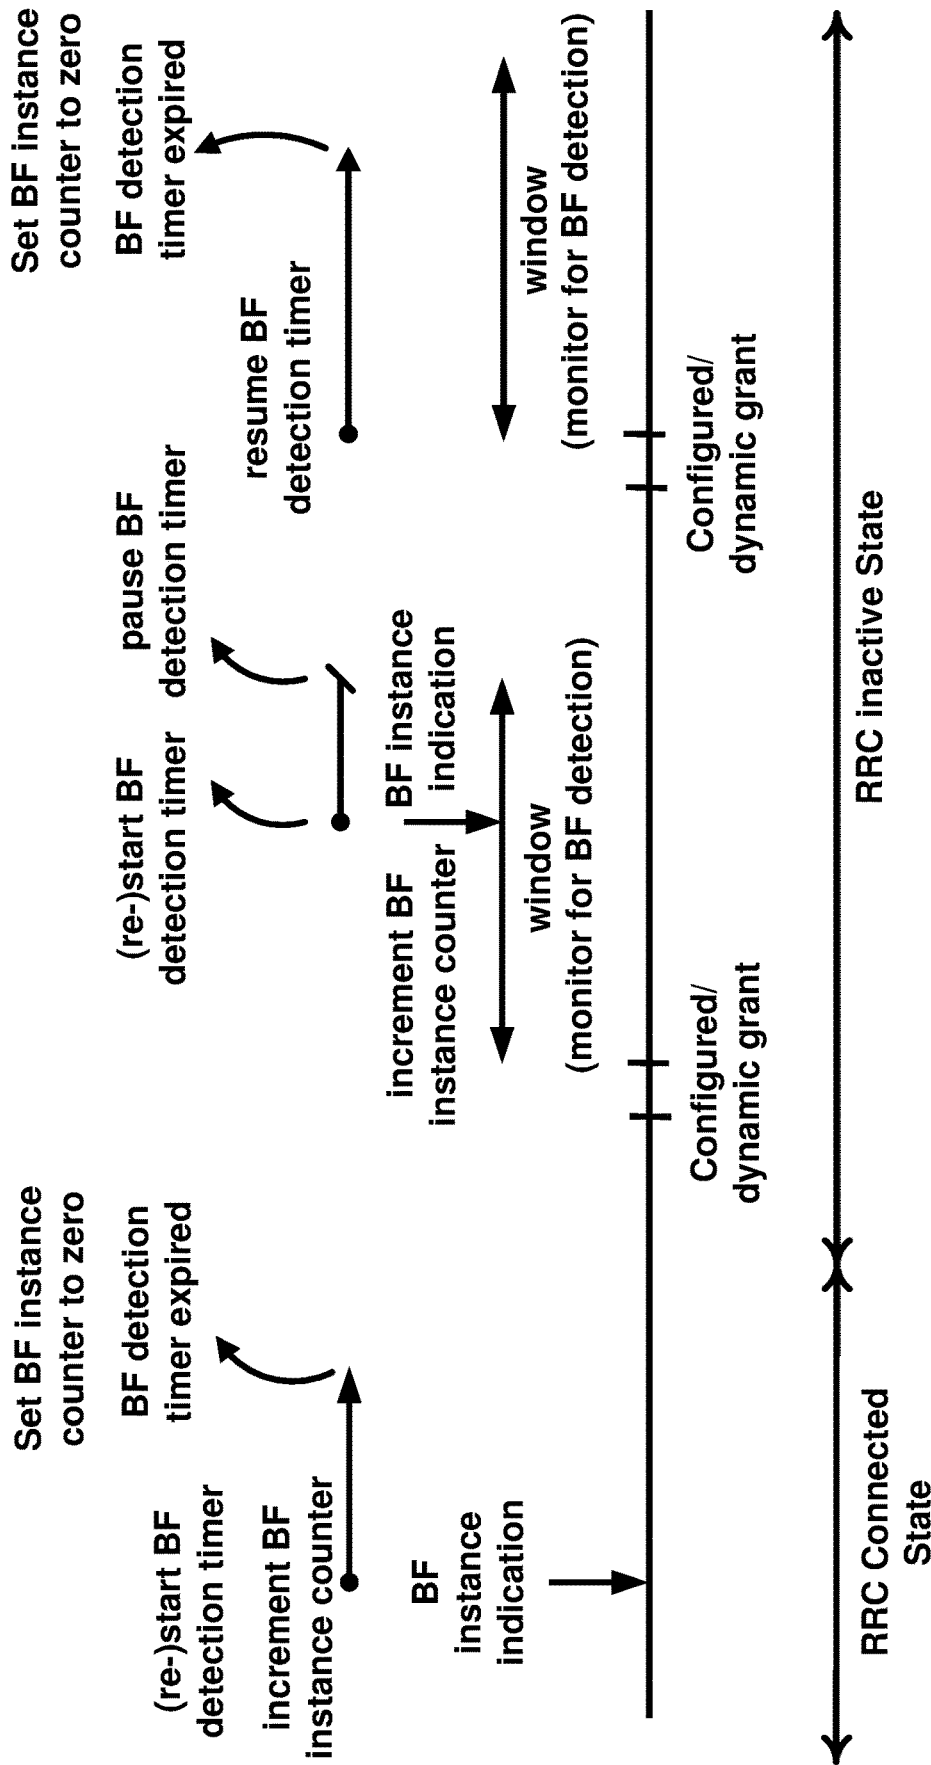 Set BF instance
counter to zero
BF detection
timer expired
(re-)start BF
detection timer
increment BF
instance counter
BF
instance
indication
(re-)start BF
detection timer
pause BF
detection timer
increment BF
instance counter
BF instance
indication
window
(monitor for BF detection)
Configured/
dynamic grant
Set BF instance
counter to zero
BF detection
timer expired
resume BF
detection timer
window
(monitor for BF detection)
Configured/
dynamic grant
RRC Connected
State
RRC inactive State